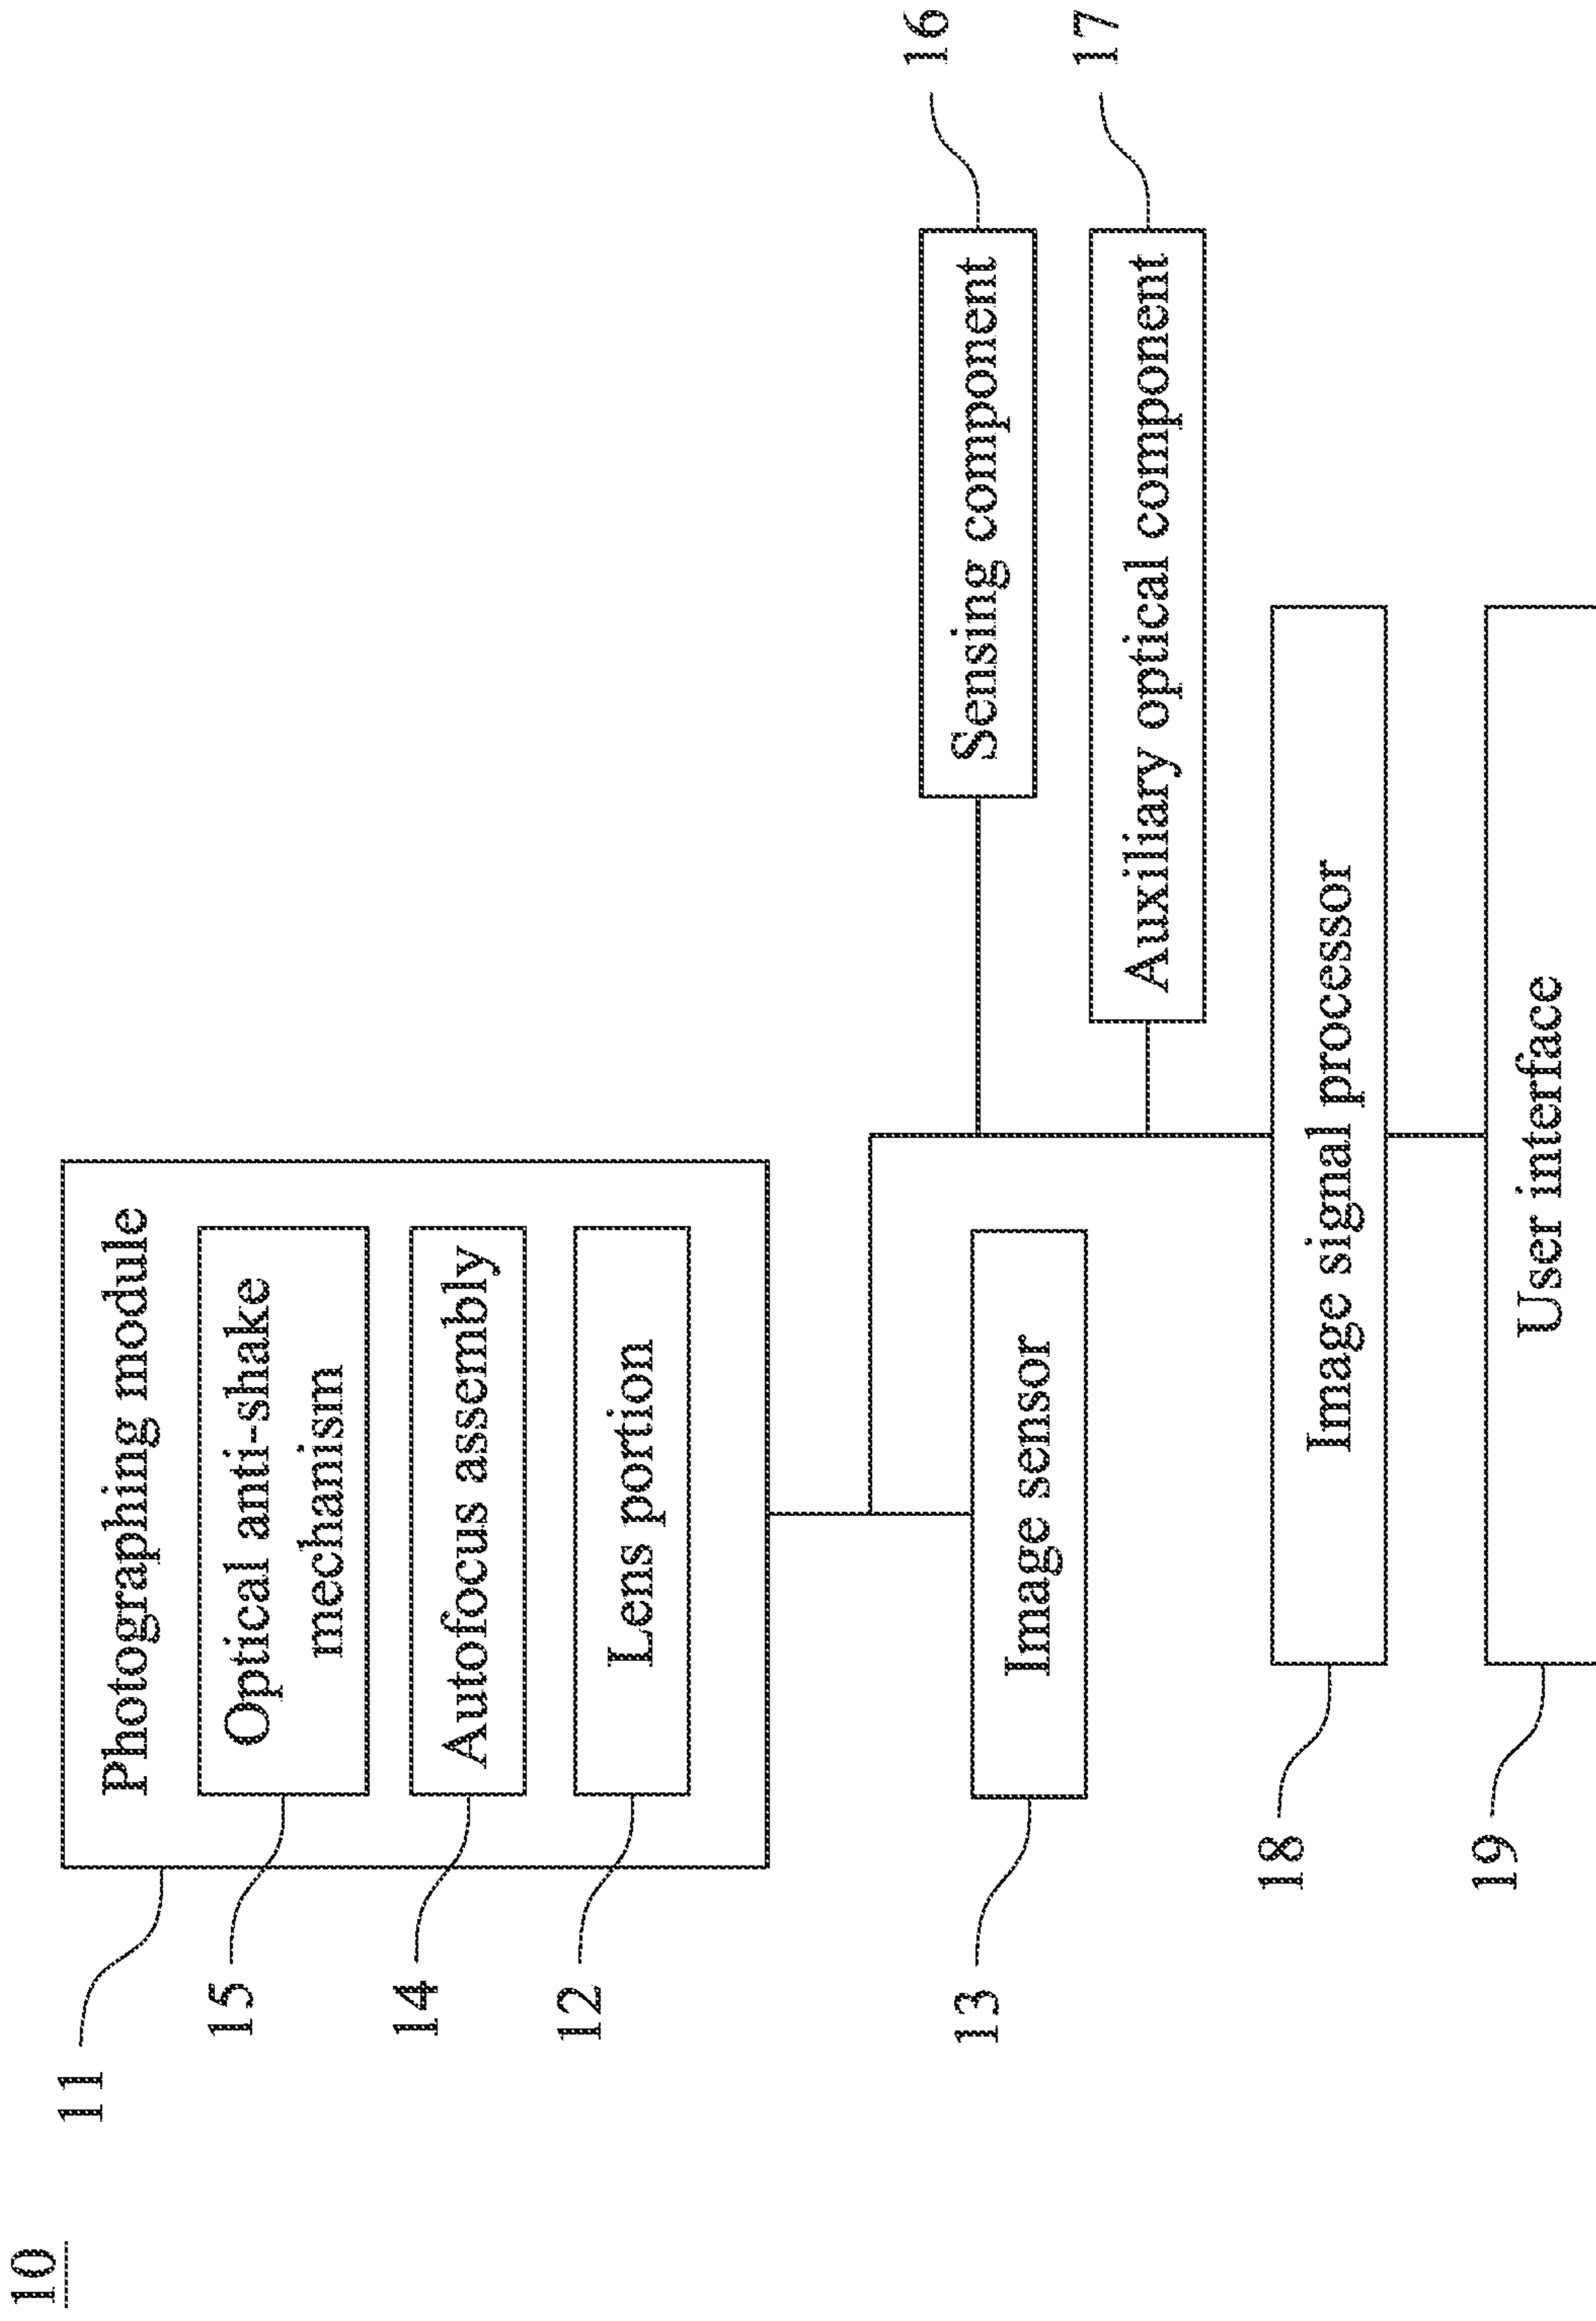 10
11
Photographing module
15
Optical anti-shake
mechanism
14
Autofocus assembly
12
Lens portion
16
Sensing component
13
Image sensor
17
Auxiliary optical component
18
Image signal processor
19
User interface